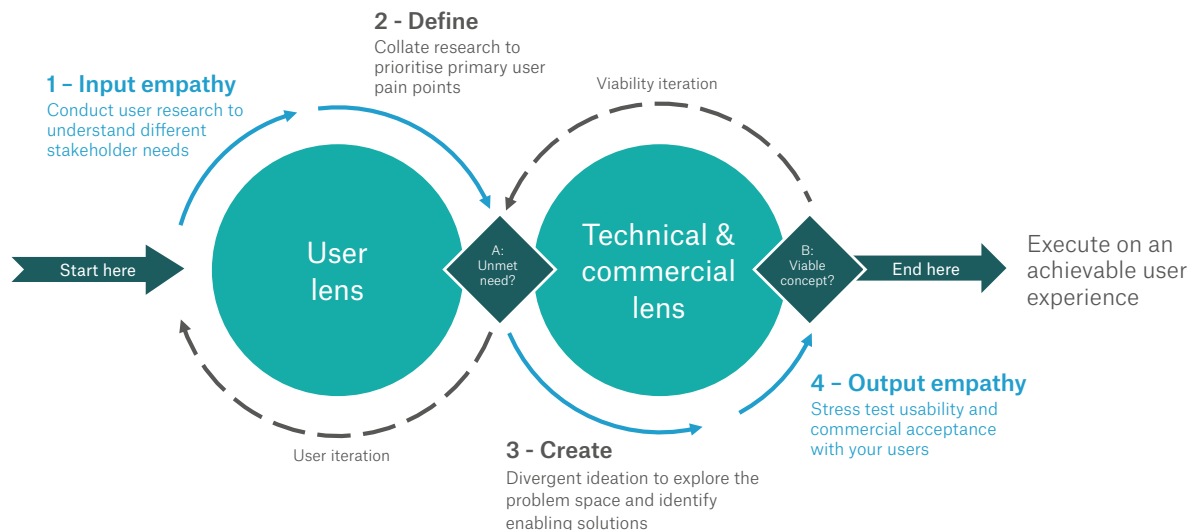 2 - Define
Collate research to
prioritise primary user
pain points
1 – Input empathy
Conduct user research to
understand different
stakeholder needs
Viability iteration
Start here
User
lens
A:
Unmet
need?
Technical &
commercial
lens
B:
Viable
concept?
End here
Execute on an
achievable user
experience
4 – Output empathy
Stress test usability and
commercial acceptance
with your users
User iteration
3 - Create
Divergent ideation to explore the
problem space and identify
enabling solutions